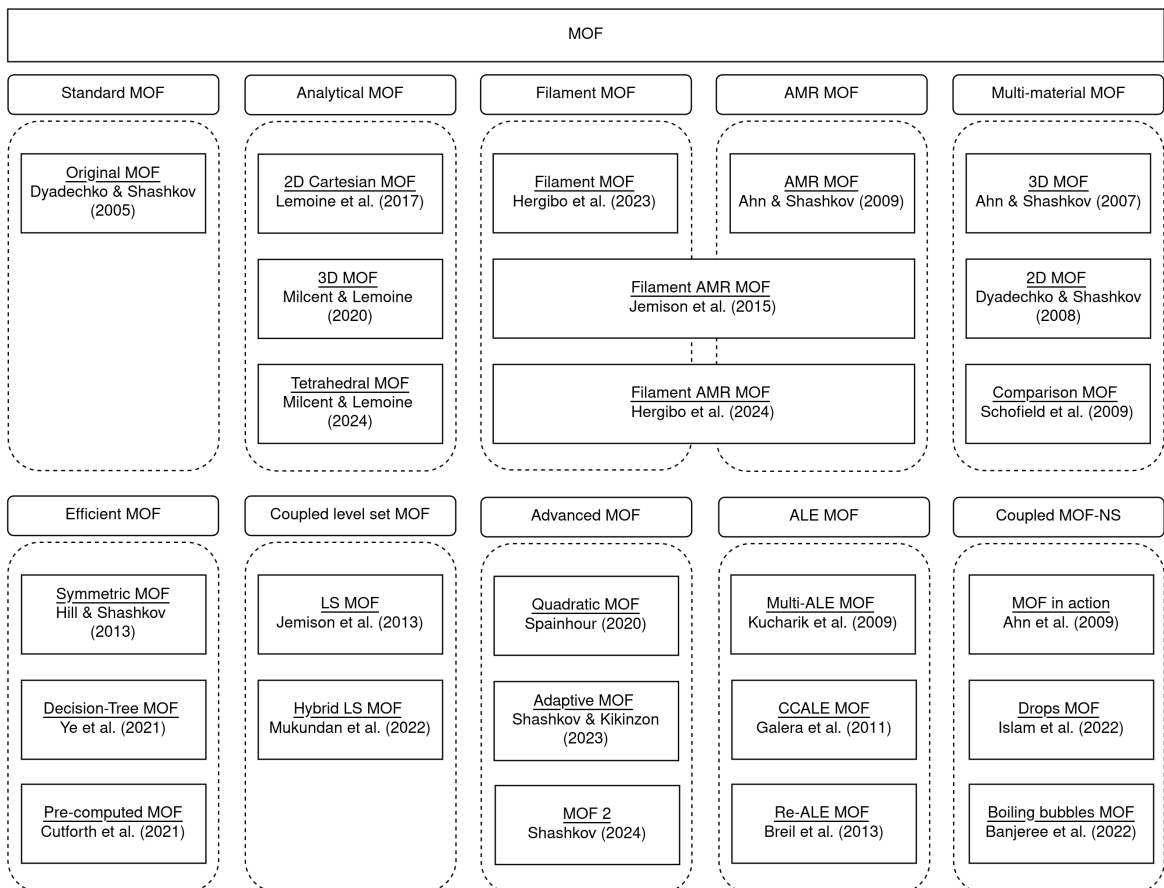 MOF
Standard MOF
Original MOF
Dyadechko & Shashkov
(2005)
Analytical MOF
2D Cartesian MOF
Lemoine et al. (2017)
3D MOF
Milcent & Lemoine
(2020)
Tetrahedral MOF
Milcent & Lemoine
(2024)
Filament MOF
Filament MOF
Hergibo et al. (2023)
AMR MOF
AMR MOF
Ahn & Shashkov (2009)
Filament AMR MOF
Jemison et al. (2015)
Filament AMR MOF
Hergibo et al. (2024)
Multi-material MOF
3D MOF
Ahn & Shashkov (2007)
2D MOF
Dyadechko & Shashkov
(2008)
Comparison MOF
Schofield et al. (2009)
Efficient MOF
Symmetric MOF
Hill & Shashkov
(2013)
Decision-Tree MOF
Ye et al. (2021)
Pre-computed MOF
Cutforth et al. (2021)
Coupled level set MOF
LS MOF
Jemison et al. (2013)
Hybrid LS MOF
Mukundan et al. (2022)
Advanced MOF
Quadratic MOF
Spainhour (2020)
Adaptive MOF
Shashkov & Kikinzon
(2023)
MOF 2
Shashkov (2024)
ALE MOF
Multi-ALE MOF
Kucharik et al. (2009)
CCALE MOF
Galera et al. (2011)
Re-ALE MOF
Breil et al. (2013)
Coupled MOF-NS
MOF in action
Ahn et al. (2009)
Drops MOF
Islam et al. (2022)
Boiling bubbles MOF
Banjeree et al. (2022)